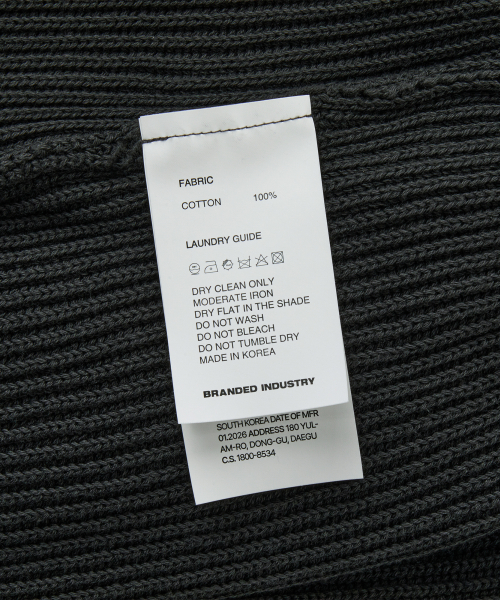 FABRIC
COTTON 100%
LAUNDRY GUIDE
DRY CLEAN ONLY
MODERATE IRON
DRY FLAT IN THE SHADE
DO NOT WASH
DO NOT BLEACH
DO NOT TUMBLE DRY
MADE IN KOREA
BRANDED INDUSTRY
SOUTH KOREA DATE OF MFR
01.2026 ADDRESS 180 YUL-
AM-RO, DONG-GU, DAEGU
C.S. 1800-8534